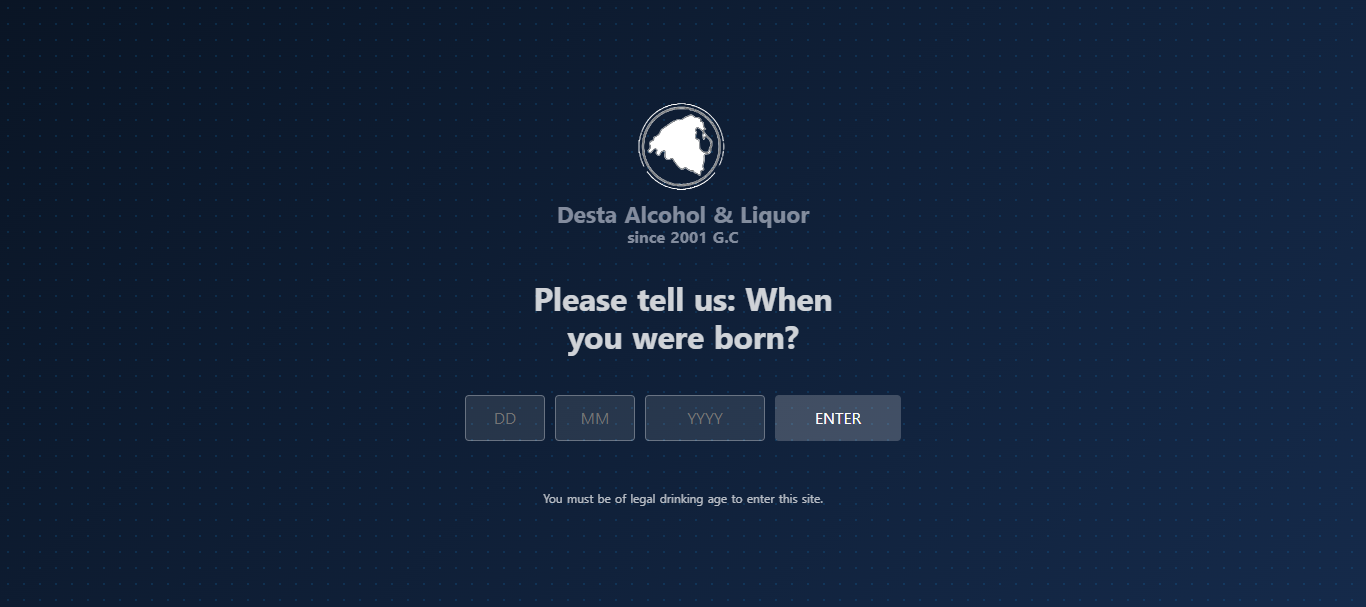 Desta Alcohol & Liquor
since 2001 G.C
Please tell us: When
you were born?
DD MM YYYY ENTER
You must be of legal drinking age to enter this site.